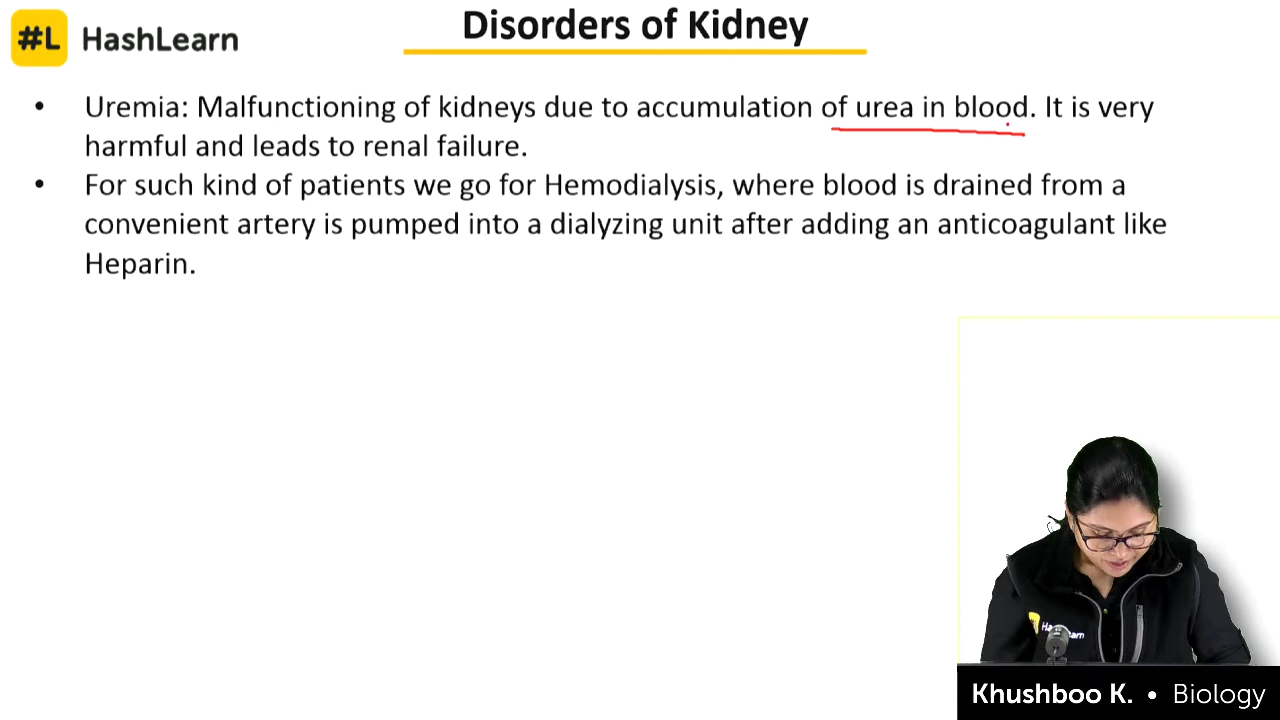 #L HashLearn
Disorders of Kidney
• Uremia: Malfunctioning of kidneys due to accumulation of urea in blood. It is very
harmful and leads to renal failure.
• For such kind of patients we go for Hemodialysis, where blood is drained from a
convenient artery is pumped into a dialyzing unit after adding an anticoagulant like
Heparin.
Khushboo K. • Biology